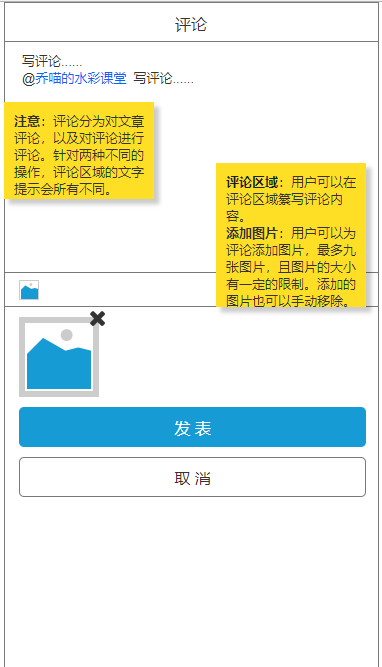 评论
写评论......
@乔喵的水彩课堂 写评论......
注意：评论分为对文章
评论，以及对评论进行
评论。针对两种不同的
操作，评论区域的文字
提示会所有不同。
评论区域：用户可以在
评论区域纂写评论内
容。
添加图片：用户可以为
评论添加图片，最多九
张图片，且图片的大小
有一定的限制。添加的
图片也可以手动移除。
发表
取消